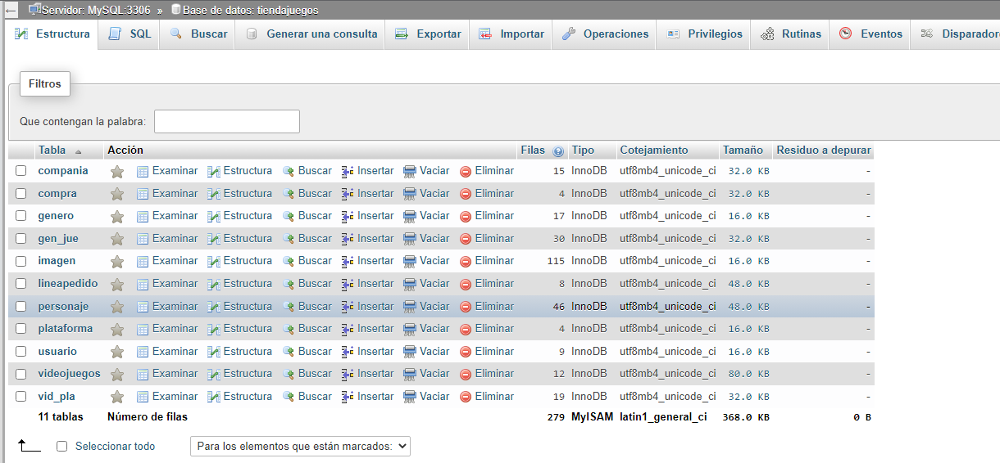 Servidor: MySQL:3306 » Base de datos: tiendajuegos
Estructura SQL Buscar Generar una consulta Exportar Importar Operaciones Privilegios Rutinas Eventos Disparador
Filtros
Que contengan la palabra:
Tabla Acción Filas Tipo Cotejamiento Tamaño Residuo a depurar
compania Examinar Estructura Buscar Insertar Vaciar Eliminar 15 InnoDB utf8mb4_unicode_ci 32.0 KB -
compra Examinar Estructura Buscar Insertar Vaciar Eliminar 4 InnoDB utf8mb4_unicode_ci 32.0 KB -
genero Examinar Estructura Buscar Insertar Vaciar Eliminar 17 InnoDB utf8mb4_unicode_ci 16.0 KB -
gen_jue Examinar Estructura Buscar Insertar Vaciar Eliminar 30 InnoDB utf8mb4_unicode_ci 32.0 KB -
imagen Examinar Estructura Buscar Insertar Vaciar Eliminar 115 InnoDB utf8mb4_unicode_ci 16.0 KB -
lineapedido Examinar Estructura Buscar Insertar Vaciar Eliminar 8 InnoDB utf8mb4_unicode_ci 48.0 KB -
personaje Examinar Estructura Buscar Insertar Vaciar Eliminar 46 InnoDB utf8mb4_unicode_ci 48.0 KB -
plataforma Examinar Estructura Buscar Insertar Vaciar Eliminar 4 InnoDB utf8mb4_unicode_ci 16.0 KB -
usuario Examinar Estructura Buscar Insertar Vaciar Eliminar 9 InnoDB utf8mb4_unicode_ci 16.0 KB -
videojuegos Examinar Estructura Buscar Insertar Vaciar Eliminar 12 InnoDB utf8mb4_unicode_ci 80.0 KB -
vid_pla Examinar Estructura Buscar Insertar Vaciar Eliminar 19 InnoDB utf8mb4_unicode_ci 32.0 KB -
11 tablas Número de filas 279 MyISAM latin1_general_ci 368.0 KB 0 B
Seleccionar todo Para los elementos que están marcados: